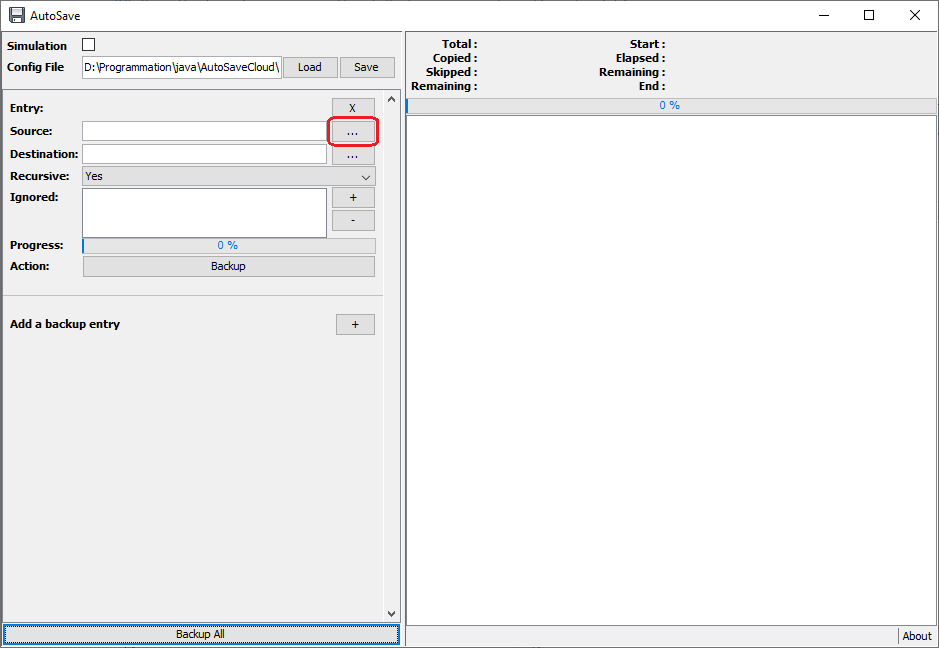 AutoSave
Simulation
Config File D:\Programmation\java\AutoSaveCloud\ Load Save
Entry: X
Source: ...
Destination: ...
Recursive: Yes
Ignored: +
-
Progress: 0 %
Action: Backup
Add a backup entry +
Backup All
Total : Start :
Copied : Elapsed :
Skipped : Remaining :
Remaining : End :
0 %
About